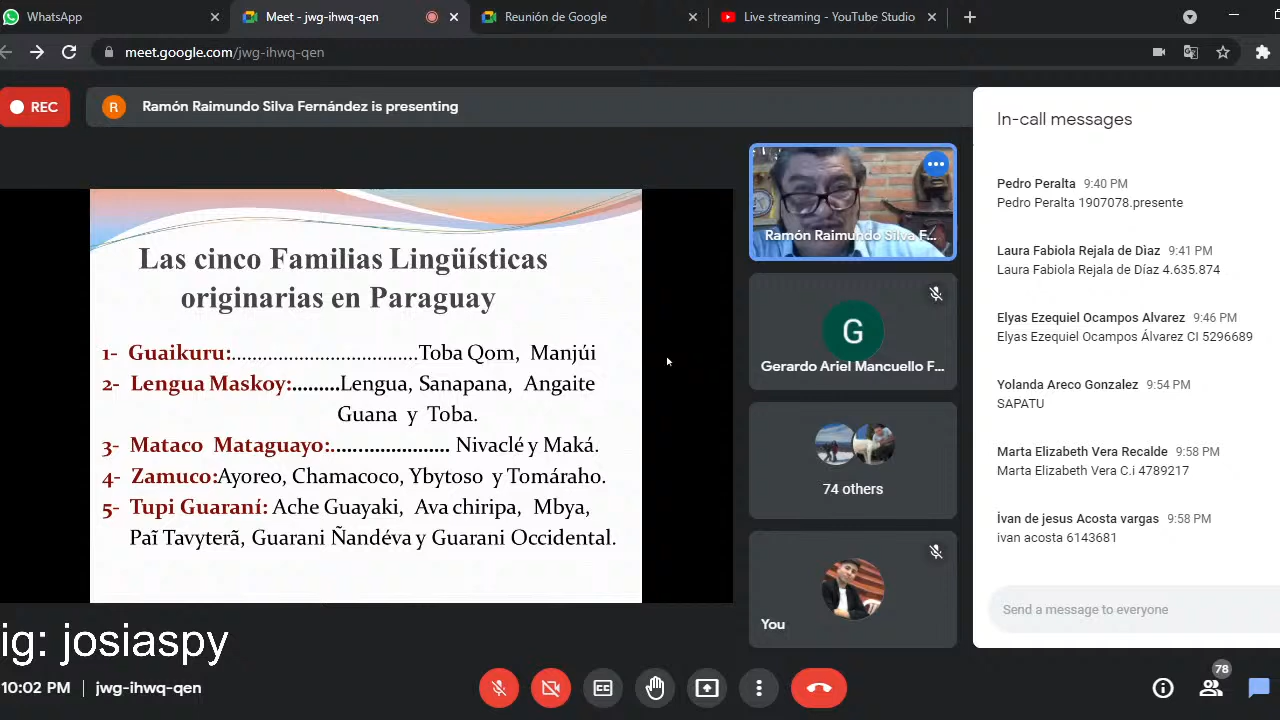 WhatsApp
Meet - jwg-ihwq-qen
Reunión de Google
Live streaming - YouTube Studio
meet.google.com/jwg-ihwq-qen
REC
R
Ramón Raimundo Silva Fernández is presenting
Las cinco Familias Lingüísticas
originarias en Paraguay
1- Guaikuru:....................................Toba Qom, Manjúi
2- Lengua Maskoy:.........Lengua, Sanapana, Angaite
Guana y Toba.
3- Mataco Mataguayo:....................... Nivaclé y Maká.
4- Zamuco:Ayoreo, Chamacoco, Ybytoso y Tomáraho.
5- Tupi Guaraní: Ache Guayaki, Ava chiripa, Mbya,
Paĩ Tavyterã, Guarani Ñandéva y Guarani Occidental.
Ramón Raimundo Silva F...
G
Gerardo Ariel Mancuello F...
74 others
You
In-call messages
Pedro Peralta 9:40 PM
Pedro Peralta 1907078.presente
Laura Fabiola Rejala de Dìaz 9:41 PM
Laura Fabiola Rejala de Díaz 4.635.874
Elyas Ezequiel Ocampos Alvarez 9:46 PM
Elyas Ezequiel Ocampos Álvarez CI 5296689
Yolanda Areco Gonzalez 9:54 PM
SAPATU
Marta Elizabeth Vera Recalde 9:58 PM
Marta Elizabeth Vera C.i 4789217
İvan de jesus Acosta vargas 9:58 PM
ivan acosta 6143681
Send a message to everyone
ig: josiaspy
10:02 PM | jwg-ihwq-qen
CC
78